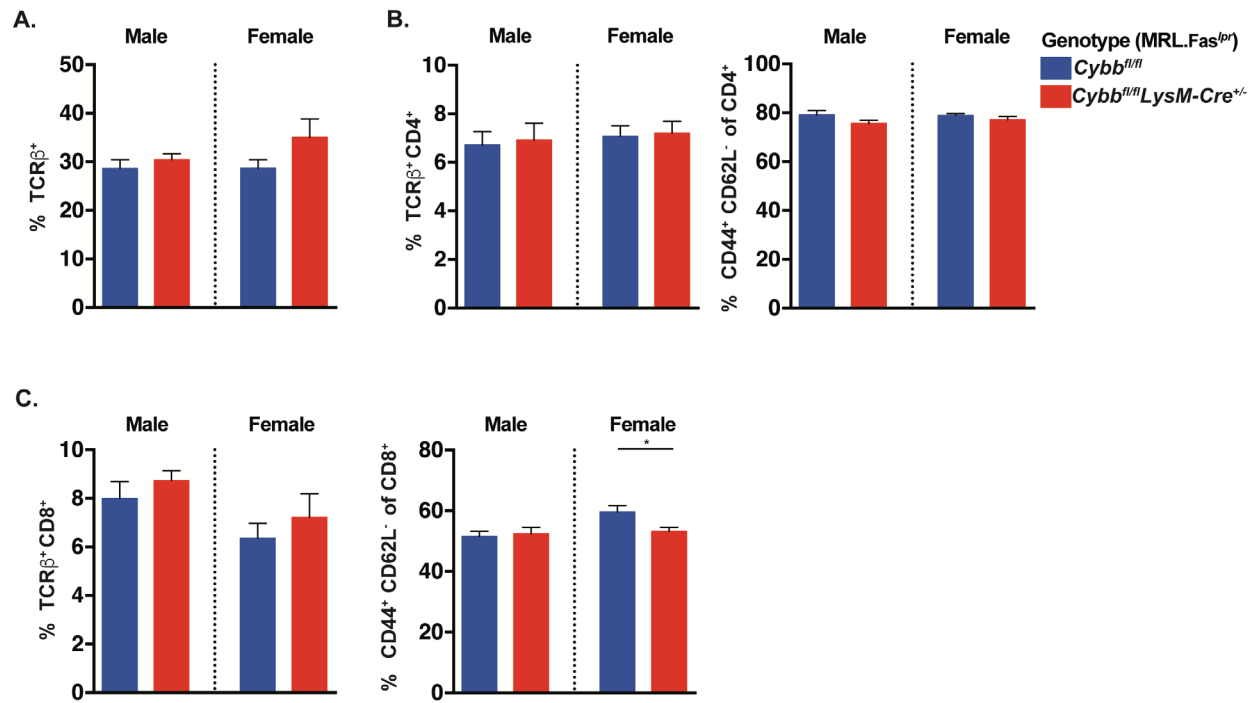 A.
Male Female
50
40
30
20
10
0
% TCRβ⁺
B.
Male Female
10
8
6
4
2
0
% TCRβ⁺ CD4⁺
Male Female
100
80
60
40
20
0
% CD44⁺ CD62L⁻ of CD4⁺
Genotype (MRL.Fasˡᵖʳ)
Cybbᶠˡ/ᶠˡ
Cybbᶠˡ/ᶠˡLysM-Cre⁺/⁻
C.
Male Female
10
8
6
4
2
0
% TCRβ⁺ CD8⁺
Male Female
*
80
60
40
20
0
% CD44⁺ CD62L⁻ of CD8⁺